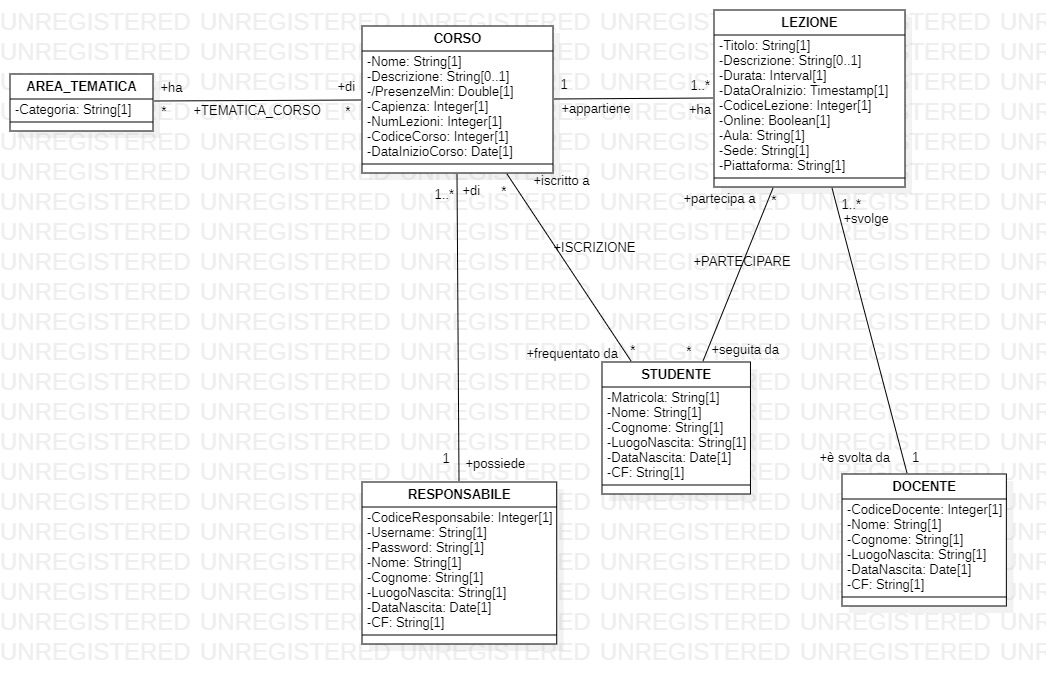 AREA_TEMATICA
-Categoria: String[1]
+ha
*
+TEMATICA_CORSO
+di
*
CORSO
-Nome: String[1]
-Descrizione: String[0..1]
-/PresenzeMin: Double[1]
-Capienza: Integer[1]
-NumLezioni: Integer[1]
-CodiceCorso: Integer[1]
-DataInizioCorso: Date[1]
1
+appartiene
1..*
+ha
LEZIONE
-Titolo: String[1]
-Descrizione: String[0..1]
-Durata: Interval[1]
-DataOraInizio: Timestamp[1]
-CodiceLezione: Integer[1]
-Online: Boolean[1]
-Aula: String[1]
-Sede: String[1]
-Piattaforma: String[1]
1..*
+di
*
+iscritto a
+ISCRIZIONE
+frequentato da
*
+partecipa a
*
+PARTECIPARE
*
+seguita da
1..*
+svolge
+è svolta da
1
STUDENTE
-Matricola: String[1]
-Nome: String[1]
-Cognome: String[1]
-LuogoNascita: String[1]
-DataNascita: Date[1]
-CF: String[1]
1
+possiede
RESPONSABILE
-CodiceResponsabile: Integer[1]
-Username: String[1]
-Password: String[1]
-Nome: String[1]
-Cognome: String[1]
-LuogoNascita: String[1]
-DataNascita: Date[1]
-CF: String[1]
DOCENTE
-CodiceDocente: Integer[1]
-Nome: String[1]
-Cognome: String[1]
-LuogoNascita: String[1]
-DataNascita: Date[1]
-CF: String[1]
UNREGISTERED